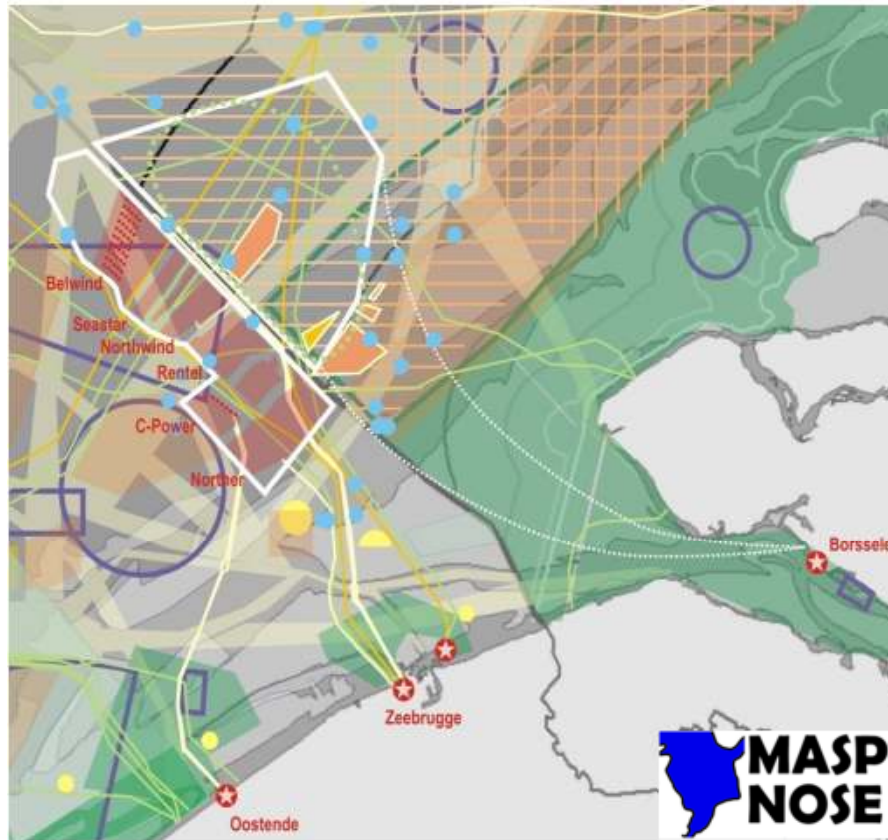 Belwind
Seastar
Northwind
Rentel
C-Power
Norther
Borssele
Zeebrugge
Oostende
MASP
NOSE